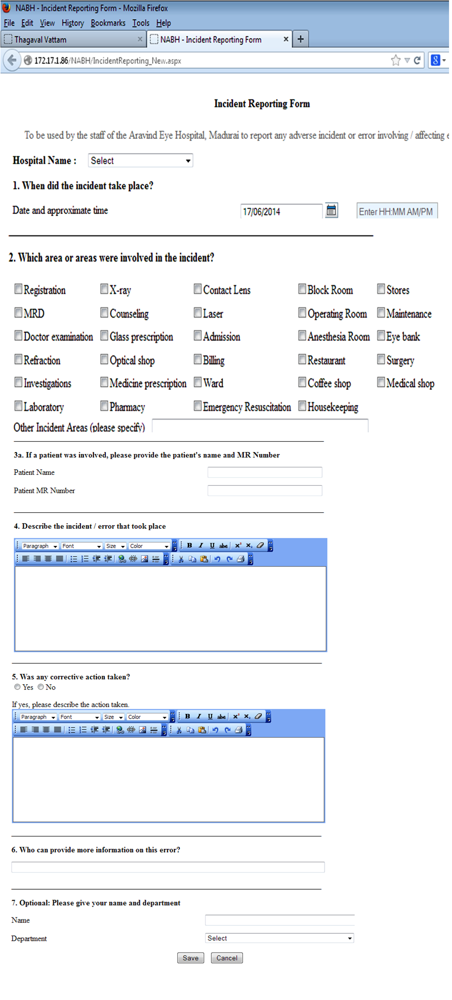 NABH - Incident Reporting Form - Mozilla Firefox
File Edit View History Bookmarks Tools Help
Thagaval Vattam × NABH - Incident Reporting Form × +
172.17.1.86/NABH/IncidentReporting_New.aspx 8
Incident Reporting Form
To be used by the staff of the Aravind Eye Hospital, Madurai to report any adverse incident or error involving / affecting
Hospital Name : Select
1. When did the incident take place?
Date and approximate time 17/06/2014 Enter HH:MM AM/PM
2. Which area or areas were involved in the incident?
Registration X-ray Contact Lens Block Room Stores
MRD Counseling Laser Operating Room Maintenance
Doctor examination Glass prescription Admission Anesthesia Room Eye bank
Refraction Optical shop Billing Restaurant Surgery
Investigations Medicine prescription Ward Coffee shop Medical shop
Laboratory Pharmacy Emergency Resuscitation Housekeeping
Other Incident Areas (please specify)
3a. If a patient was involved, please provide the patient's name and MR Number
Patient Name
Patient MR Number
4. Describe the incident / error that took place
Paragraph Font Size Color B I U abc x² x₂
5. Was any corrective action taken?
Yes No
If yes, please describe the action taken.
Paragraph Font Size Color B I U abc x² x₂
6. Who can provide more information on this error?
7. Optional: Please give your name and department
Name
Department Select
Save Cancel